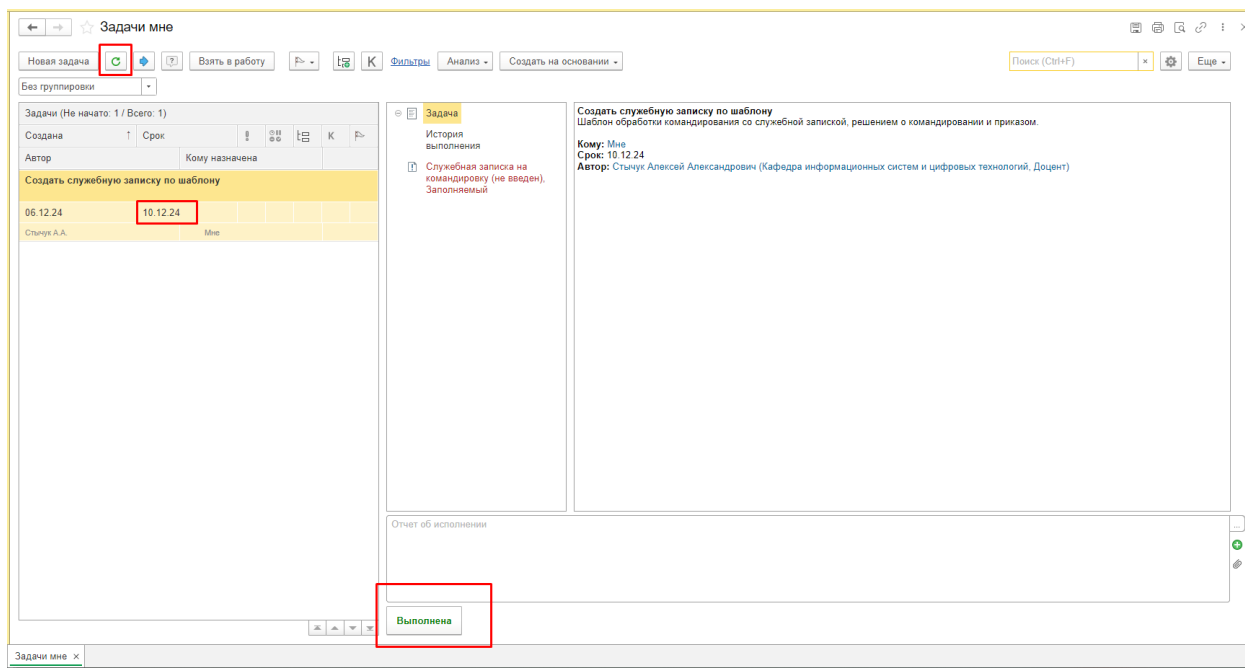 Задачи мне
Новая задача
Взять в работу
К
Фильтры
Анализ
Создать на основании
Поиск (Ctrl+F)
×
Еще
Без группировки
Задачи (Не начато: 1 / Всего: 1)
Создана ↑ Срок К
Автор Кому назначена
Создать служебную записку по шаблону
06.12.24 10.12.24
Стычук А.А. Мне
Задача
История
выполнения
Служебная записка на
командировку (не введен),
Заполняемый
Создать служебную записку по шаблону
Шаблон обработки командирования со служебной запиской, решением о командировании и приказом.
Кому: Мне
Срок: 10.12.24
Автор: Стычук Алексей Александрович (Кафедра информационных систем и цифровых технологий, Доцент)
Отчет об исполнении
...
Выполнена
Задачи мне ×